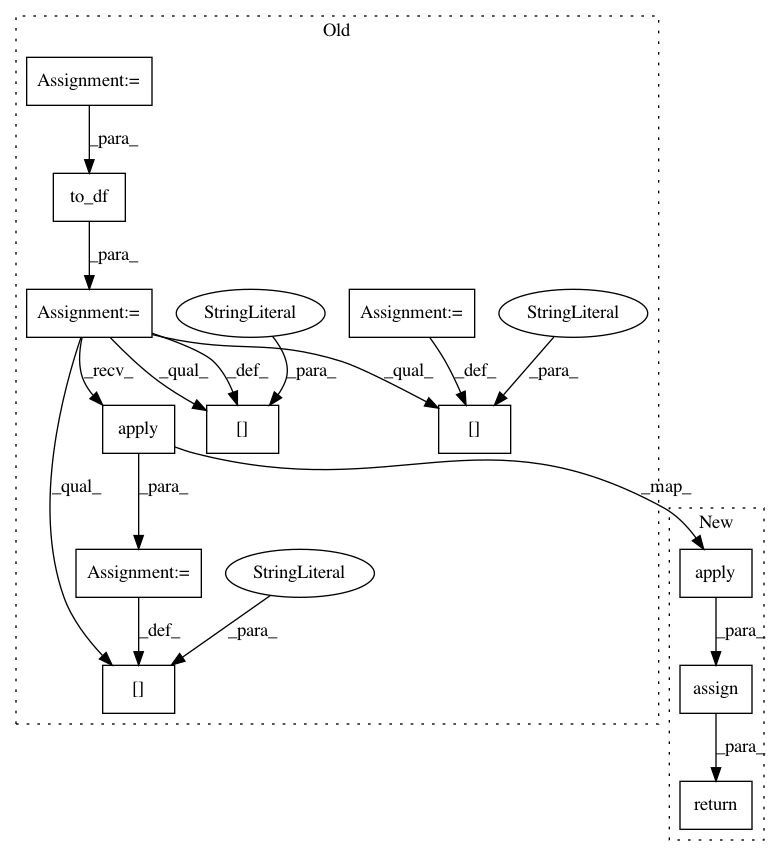 Old
Assignment:=
_para_
to_df
_para_
Assignment:=
StringLiteral
Assignment:=
StringLiteral
_recv_
_qual_
_def_
_para_
_qual_
_def_
_para_
apply
[]
[]
_qual_
_para_
_map_
New
Assignment:=
StringLiteral
apply
_def_
_para_
_para_
[]
assign
_para_
return